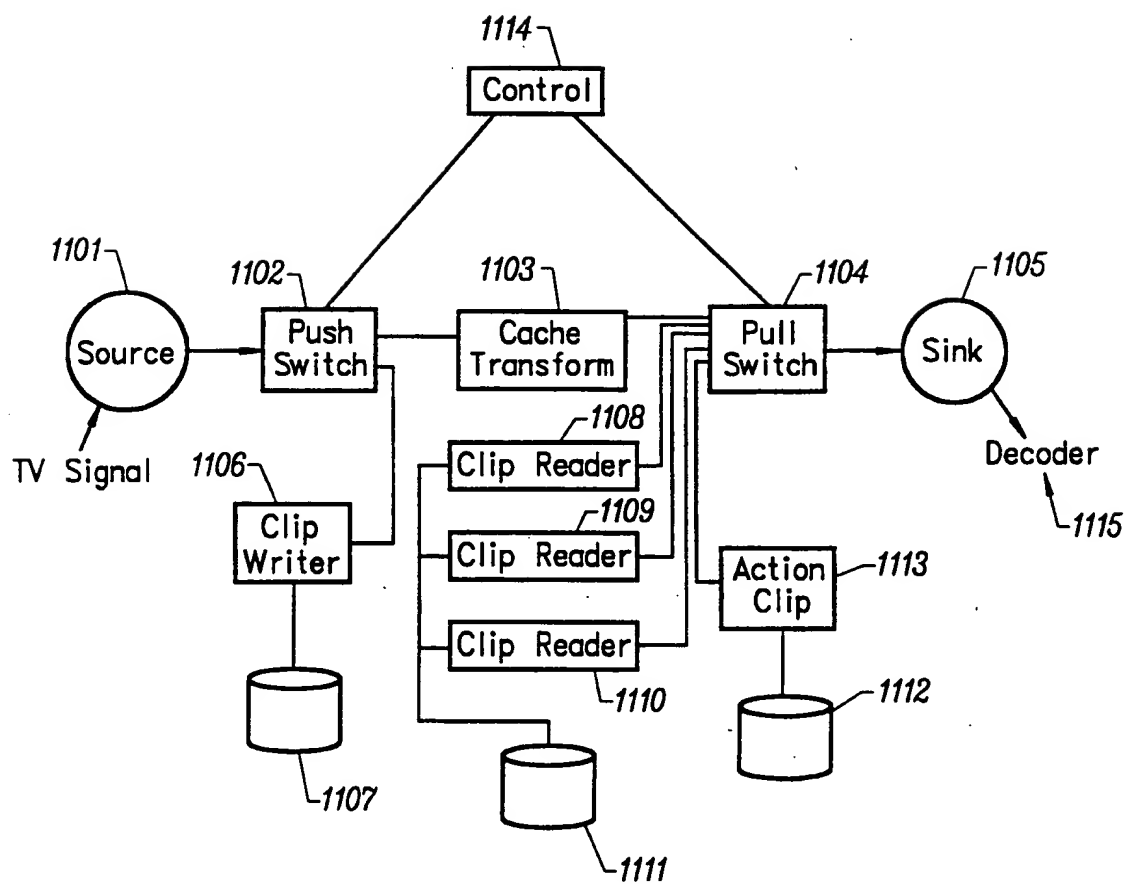 1114
Control
1101
1102
1103
1104
1105
Source
Push
Switch
Cache
Transform
Pull
Switch
Sink
TV Signal
Decoder
1115
1106
Clip
Writer
1107
1108
Clip Reader
1109
Clip Reader
Clip Reader
1110
1111
Action
Clip
1113
1112